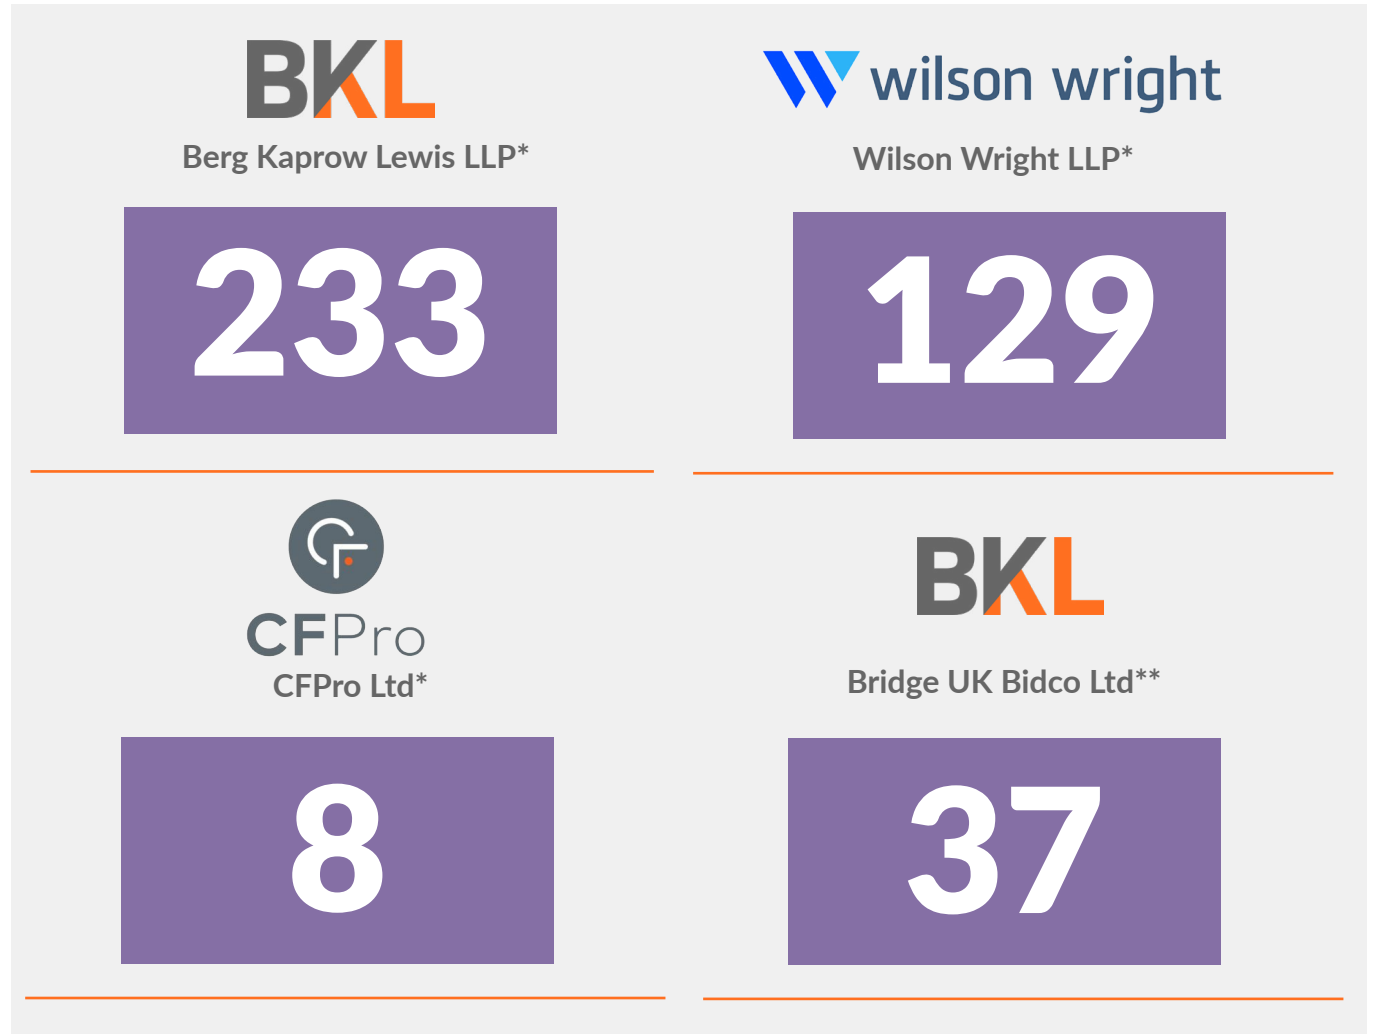 BKL
Berg Kaprow Lewis LLP*
233
wilson wright
Wilson Wright LLP*
129
CFPro
CFPro Ltd*
8
BKL
Bridge UK Bidco Ltd**
37